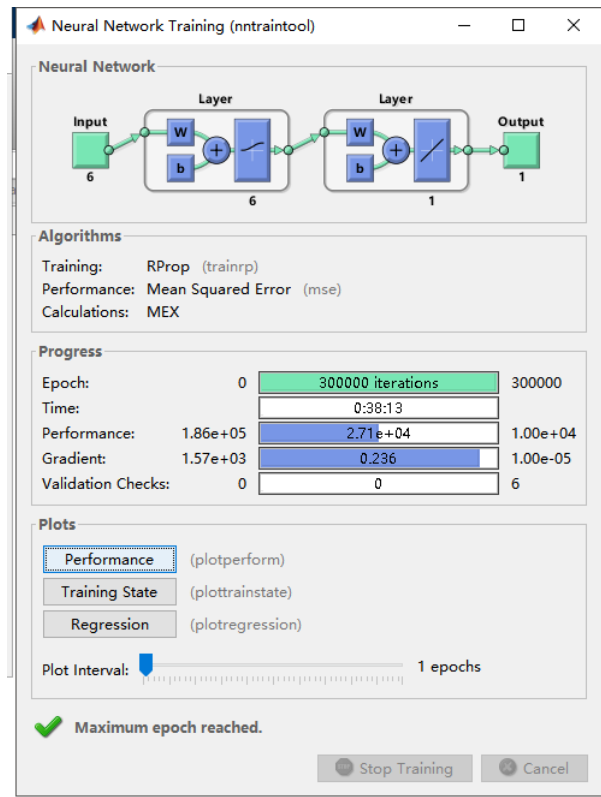 Neural Network Training (nntraintool)
Neural Network
Layer Layer
Input W b + W b + Output
6 6 1 1
Algorithms
Training: RProp (trainrp)
Performance: Mean Squared Error (mse)
Calculations: MEX
Progress
Epoch: 0 300000 iterations 300000
Time: 0:38:13
Performance: 1.86e+05 2.71e+04 1.00e+04
Gradient: 1.57e+03 0.236 1.00e-05
Validation Checks: 0 0 6
Plots
Performance (plotperform)
Training State (plottrainstate)
Regression (plotregression)
Plot Interval: 1 epochs
Maximum epoch reached.
Stop Training Cancel